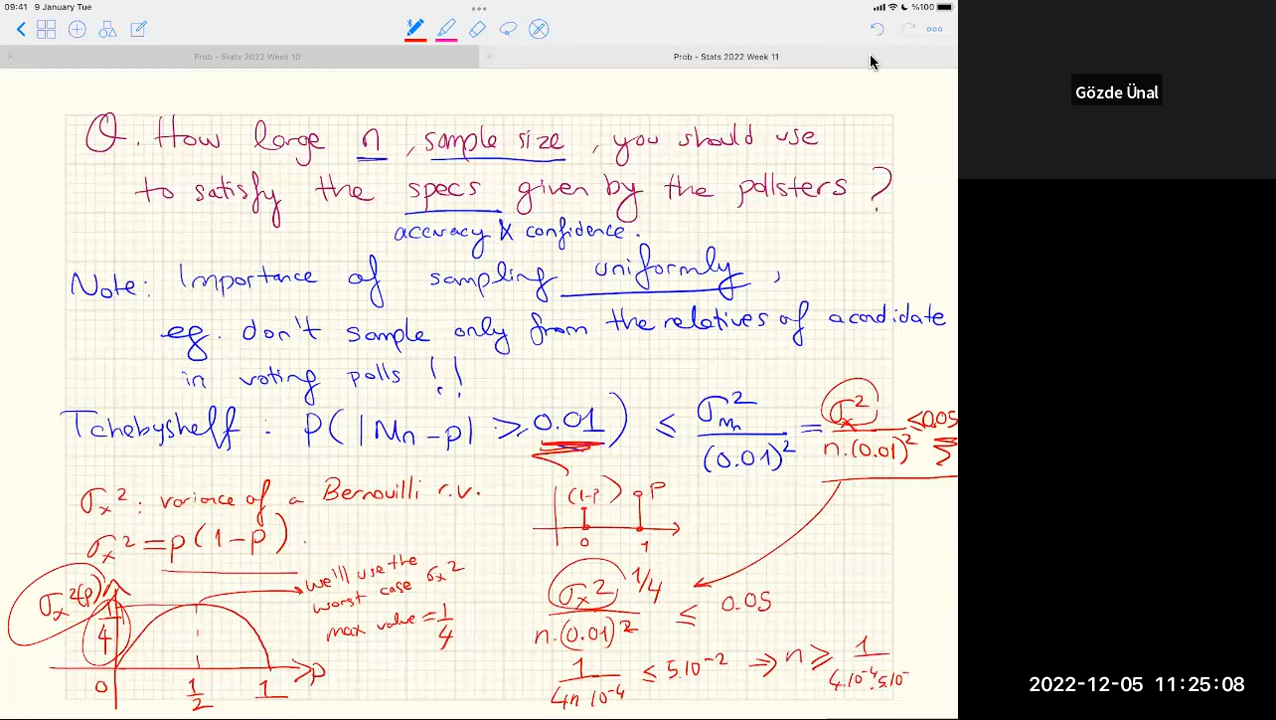 09:41 9 January Tue %100
Prob - Stats 2022 Week 10
Prob - Stats 2022 Week 11
Gözde Ünal
Q. How large n, sample size, you should use
to satisfy the specs given by the pollsters?
accuracy & confidence.
Note: Importance of sampling uniformly,
eg. don't sample only from the relatives of a candidate
in voting polls !!
Tchebysheff: P(|Mn-p| ≥ 0.01) ≤ σ_Mn²/(0.01)² = σx²/n.(0.01)² ≤ 0.05
σx²: variance of a Bernouilli r.v.
(1-p) p
0 1
σx² = p(1-p).
we'll use the
worst case σx²
max value = 1/4
σx²(p)
1/4
0 1/2 1 p
σx² 1/4 / n.(0.01)² ≤ 0.05
1/4n 10⁻⁴ ≤ 5.10⁻² ⇒ n ≥ 1/4.10⁻⁴.5.10⁻
2022-12-05 11:25:08